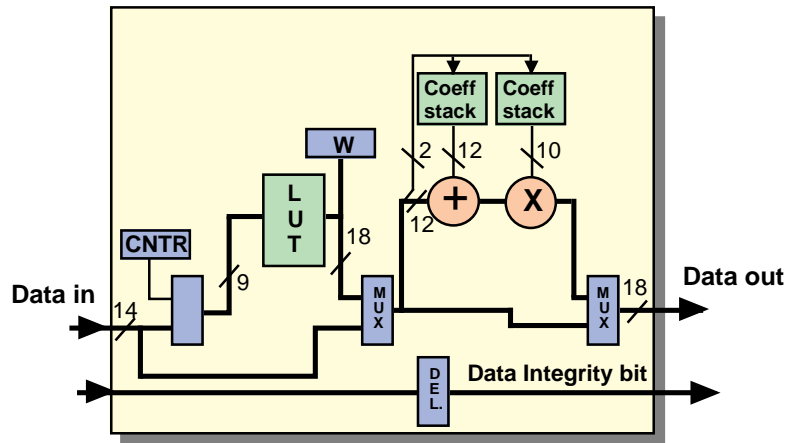 Coeff
stack
Coeff
stack
2
12
10
W
L
U
T
+
X
12
18
CNTR
9
Data in
14
M
U
X
M
U
X
18
Data out
D
E
L.
Data Integrity bit